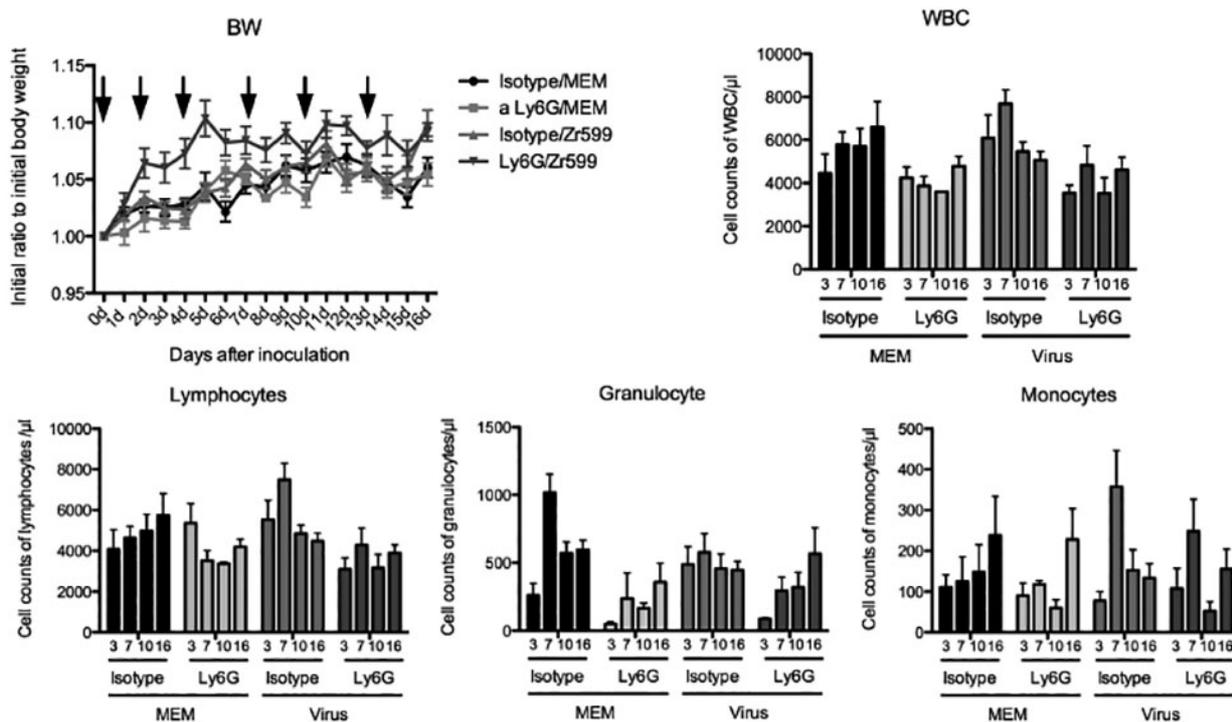 BW
Initial ratio to initial body weight
1.15
1.10
1.05
1.00
0.95
0d 1d 2d 3d 4d 5d 6d 7d 8d 9d 10d 11d 12d 13d 14d 15d 16d
Days after inoculation
Isotype/MEM
a Ly6G/MEM
Isotype/Zr599
Ly6G/Zr599
WBC
Cell counts of WBC/µl
10000
8000
6000
4000
2000
0
3 7 10 16 3 7 10 16 3 7 10 16 3 7 10 16
Isotype Ly6G Isotype Ly6G
MEM Virus
Lymphocytes
Cell counts of lymphocytes /µl
10000
8000
6000
4000
2000
0
3 7 10 16 3 7 10 16 3 7 10 16 3 7 10 16
Isotype Ly6G Isotype Ly6G
MEM Virus
Granulocyte
Cell counts of granulocytes/µl
1500
1000
500
0
3 7 10 16 3 7 10 16 3 7 10 16 3 7 10 16
Isotype Ly6G Isotype Ly6G
MEM Virus
Monocytes
Cell counts of monocytes/µl
500
400
300
200
100
0
3 7 10 16 3 7 10 16 3 7 10 16 3 7 10 16
Isotype Ly6G Isotype Ly6G
MEM Virus